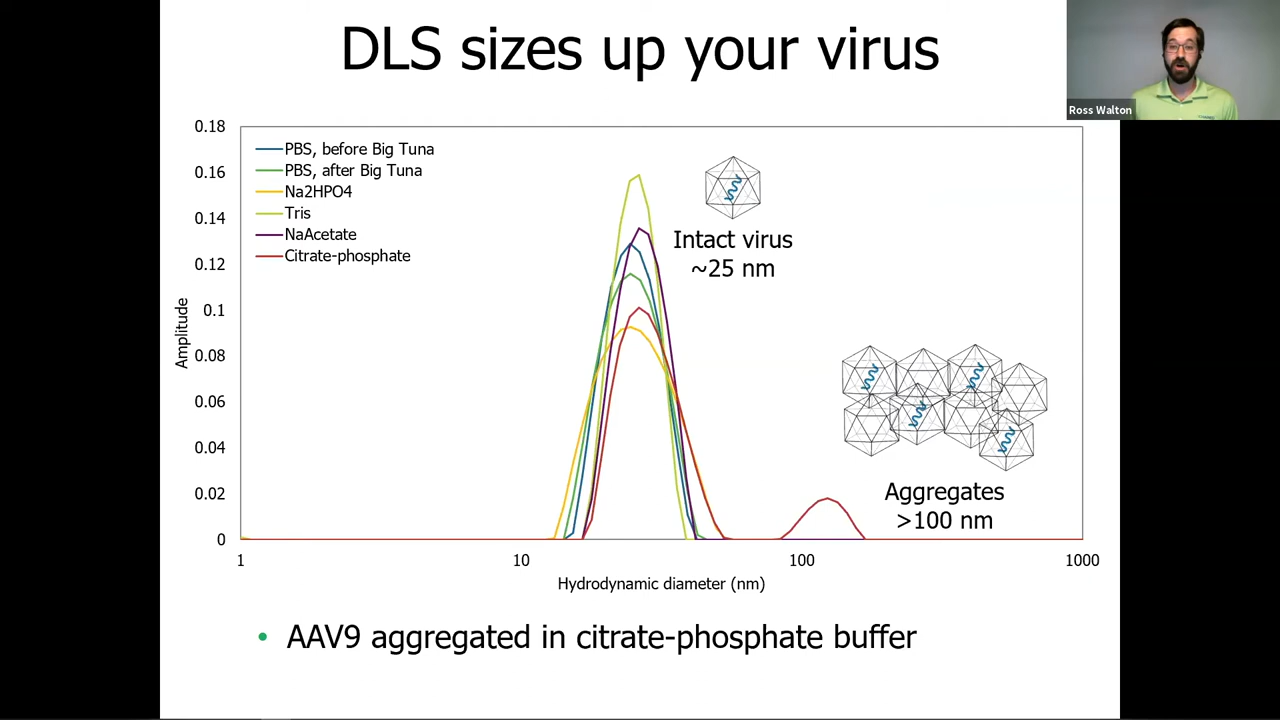 DLS sizes up your virus
Ross Walton
0.18
0.16
0.14
0.12
0.1
0.08
0.06
0.04
0.02
0
Amplitude
PBS, before Big Tuna
PBS, after Big Tuna
Na2HPO4
Tris
NaAcetate
Citrate-phosphate
Intact virus
~25 nm
Aggregates
>100 nm
1 10 100 1000
Hydrodynamic diameter (nm)
• AAV9 aggregated in citrate-phosphate buffer